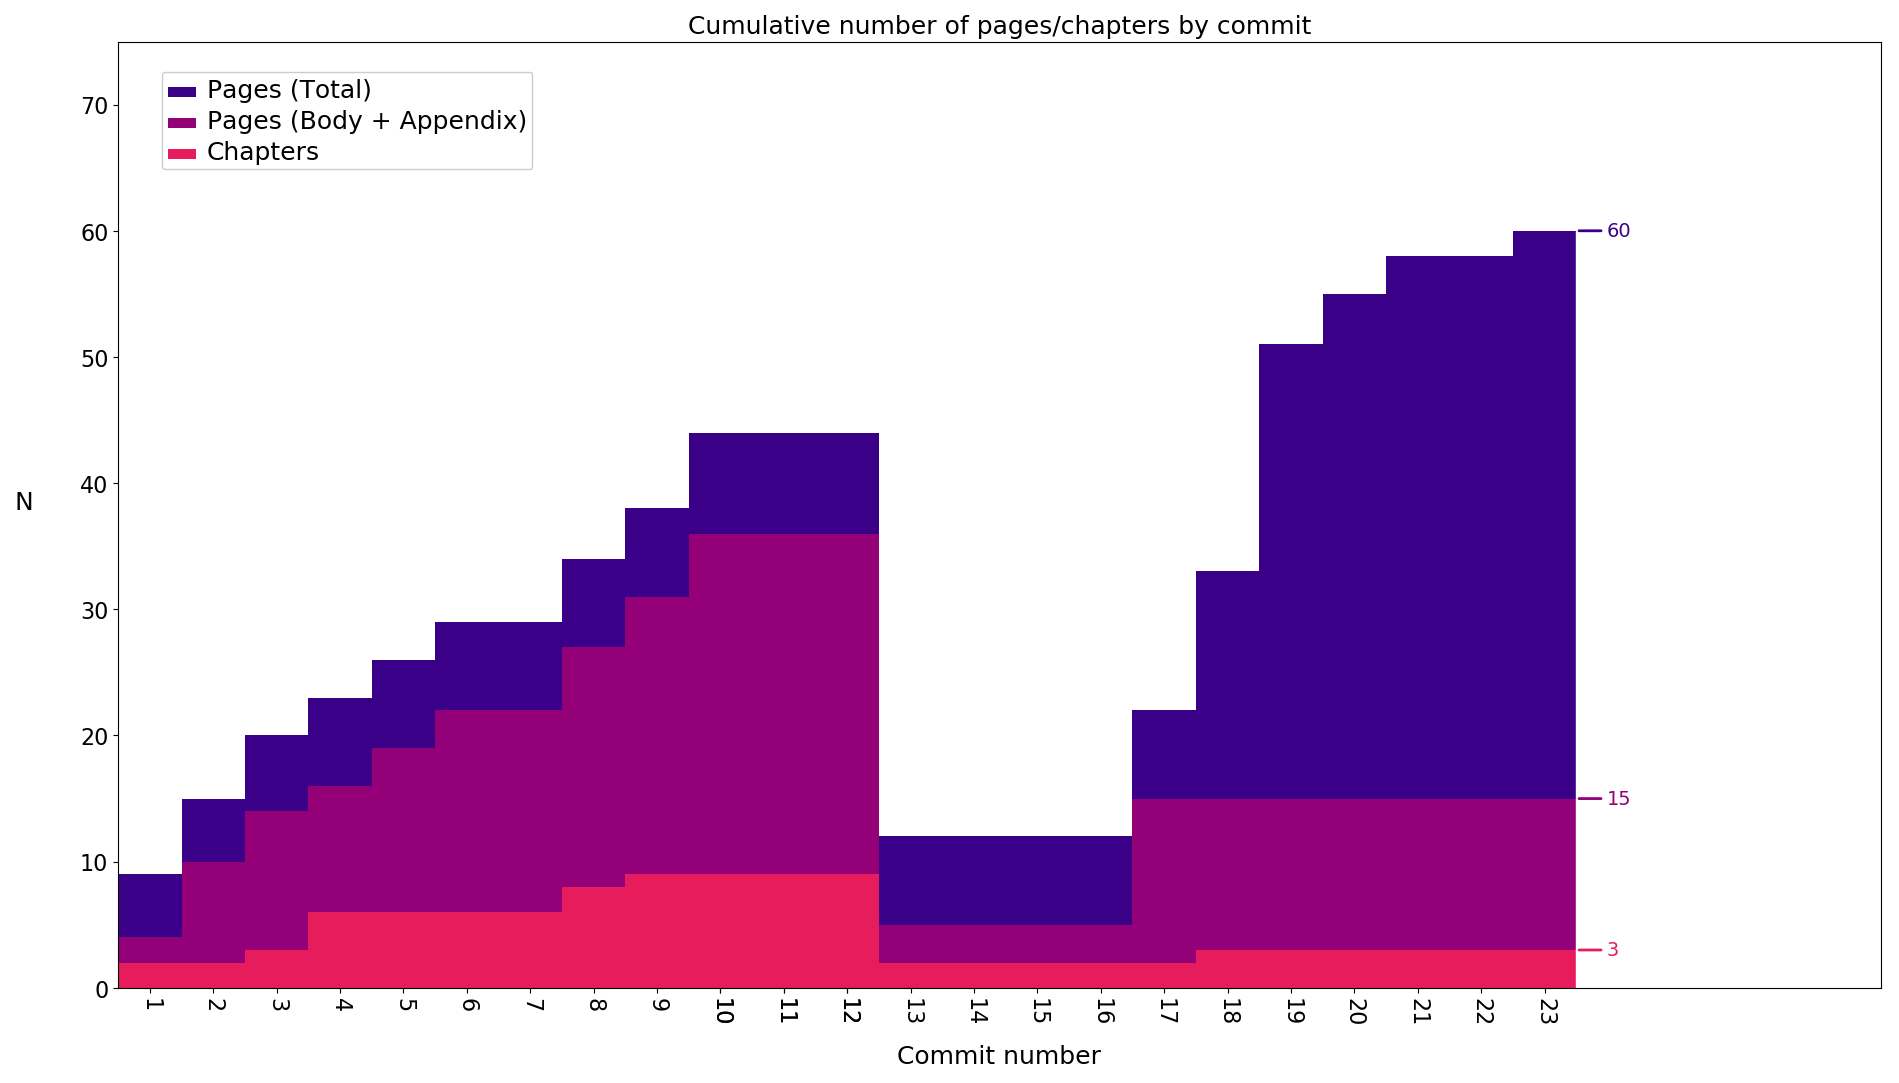 Cumulative number of pages/chapters by commit
Pages (Total)
Pages (Body + Appendix)
Chapters
70
60
50
40
30
20
10
0
N
60
15
3
1 2 3 4 5 6 7 8 9 10 11 12 13 14 15 16 17 18 19 20 21 22 23
Commit number